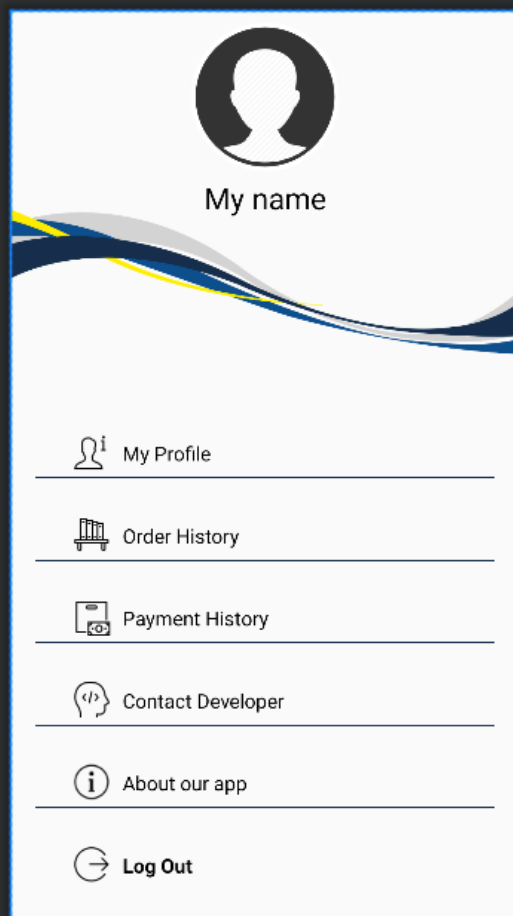 My name
My Profile
Order History
Payment History
Contact Developer
About our app
Log Out